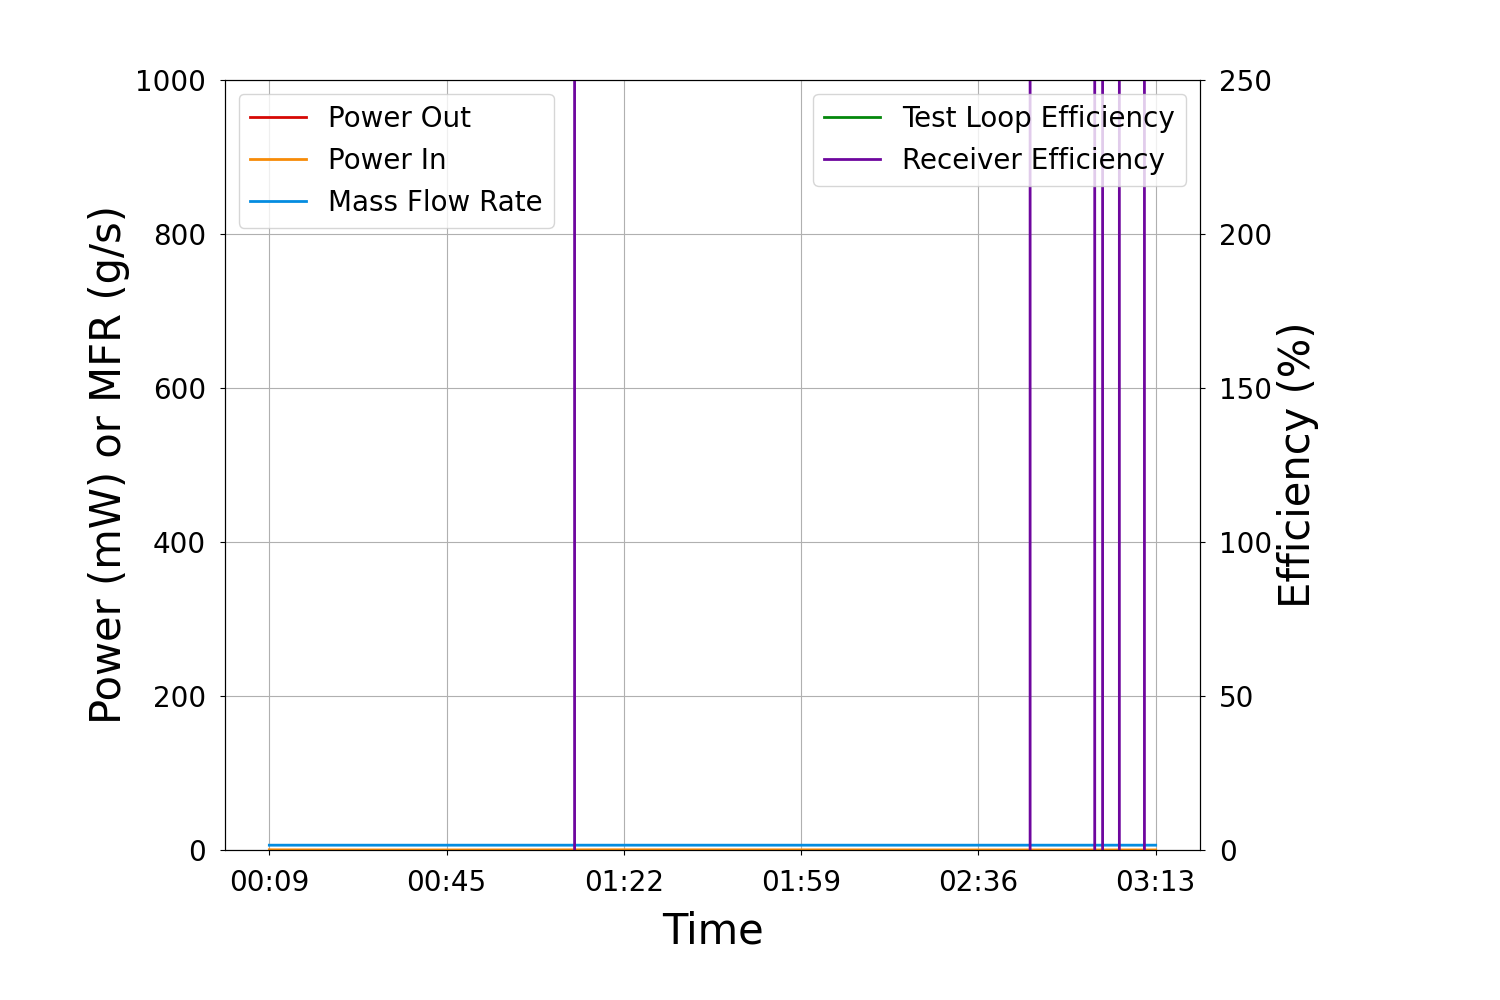 1000
800
600
400
200
0
Power (mW) or MFR (g/s)
Power Out
Power In
Mass Flow Rate
Test Loop Efficiency
Receiver Efficiency
250
200
150
100
50
0
Efficiency (%)
00:09 00:45 01:22 01:59 02:36 03:13
Time